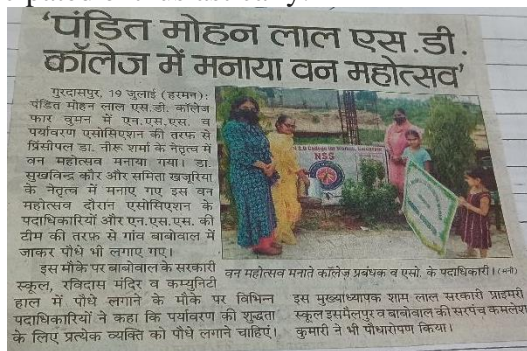 ‘पंडित मोहन लाल एस.डी.
कॉलेज में मनाया वन महोत्सव’
गुरदासपुर, 19 जुलाई (हरमन):
पंडित मोहन लाल एस.डी. कॉलेज
फार वुमन में एन.एस.एस. व
पर्यावरण एसोसिएशन की तरफ से
प्रिंसीपल डा. नीरू शर्मा के नेतृत्व में
वन महोत्सव मनाया गया। डा.
सुखविन्द्र कौर और समिता खजूरिया
के नेतृत्व में मनाए गए इस वन
महोत्सव दौरान एसोसिएशन के
पदाधिकारियों और एन.एस.एस. की
टीम की तरफ से गांव बाबोवाल में
जाकर पौधे भी लगाए गए।
इस मौके पर बाबोवाल के सरकारी
स्कूल, रविदास मंदिर व कम्युनिटी
हाल में पौधे लगाने के मौके पर विभिन्न
पदाधिकारियों ने कहा कि पर्यावरण की शुद्धता
के लिए प्रत्येक व्यक्ति को पौधे लगाने चाहिएं।
NSS
वन महोत्सव मनाते कॉलेज प्रबंधक व एसो. के पदाधिकारी।
इस मुख्याध्यापक शाम लाल सरकारी प्राइमरी
स्कूल इसमैलपुर व बाबोवाल की सरपंच कमलेश
कुमारी ने भी पौधारोपण किया।